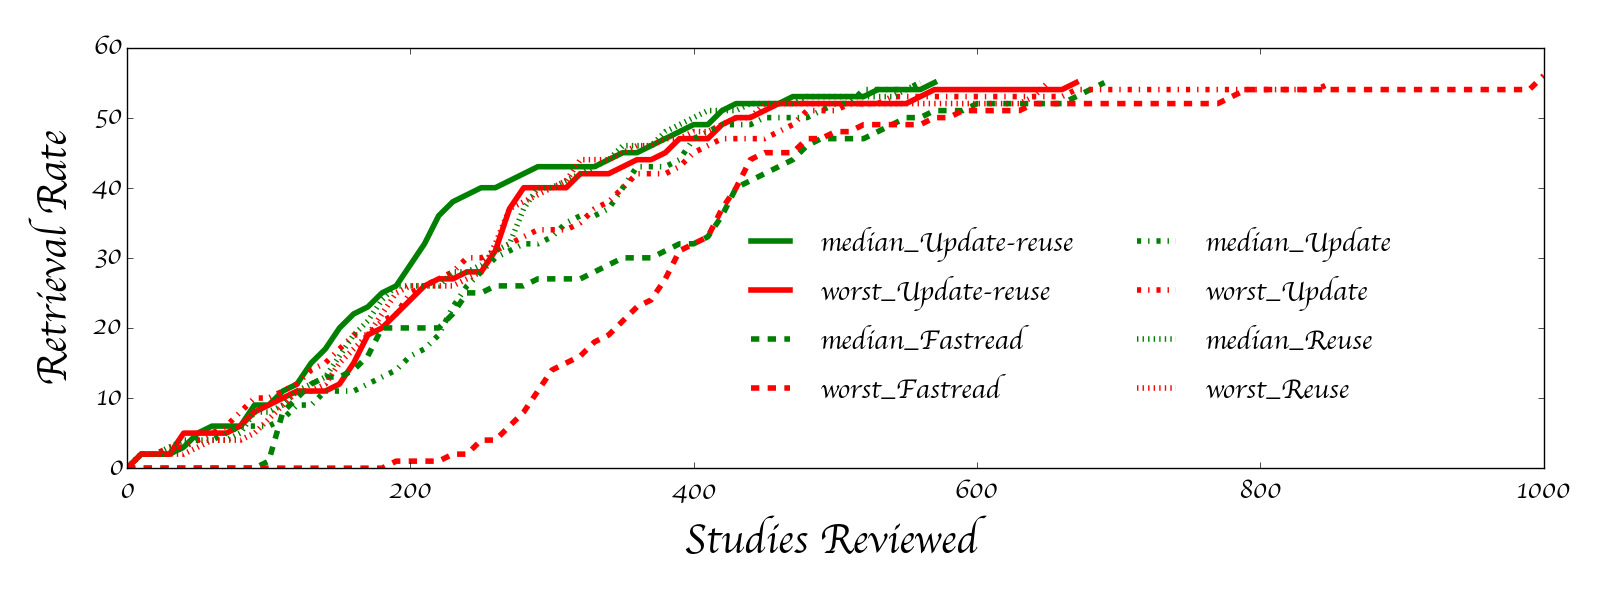 60
50
40
30
20
10
0
Retrieval Rate
median_Update-reuse
worst_Update-reuse
median_Fastread
worst_Fastread
median_Update
worst_Update
median_Reuse
worst_Reuse
0 200 400 600 800 1000
Studies Reviewed